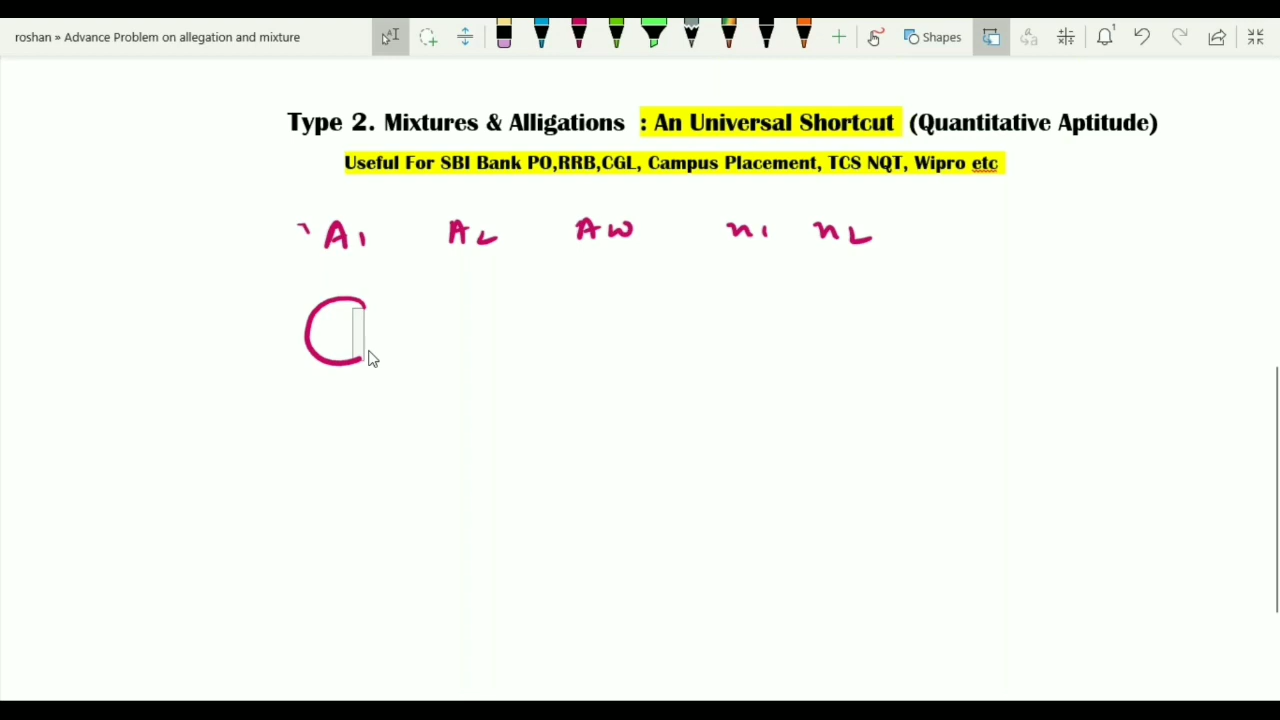 roshan » Advance Problem on allegation and mixture
Shapes
Type 2. Mixtures & Alligations : An Universal Shortcut (Quantitative Aptitude)
Useful For SBI Bank PO,RRB,CGL, Campus Placement, TCS NQT, Wipro etc
A1 A2 Aw n1 n2